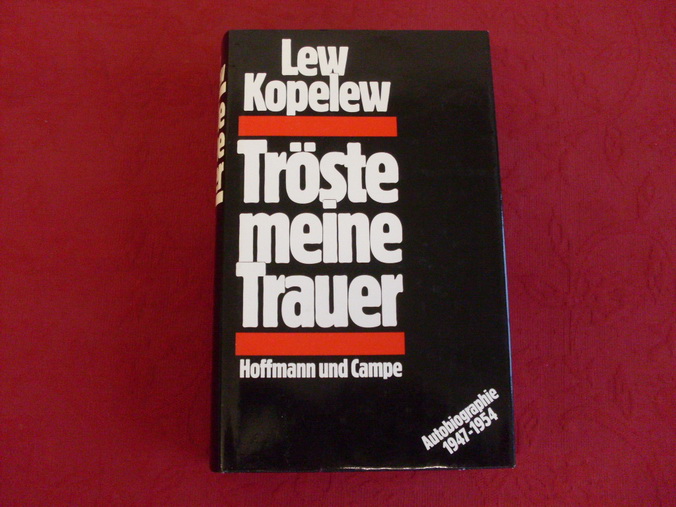 Lew
Kopelew
Tröste
meine
Trauer
Hoffmann und Campe
Autobiographie
1947-1954